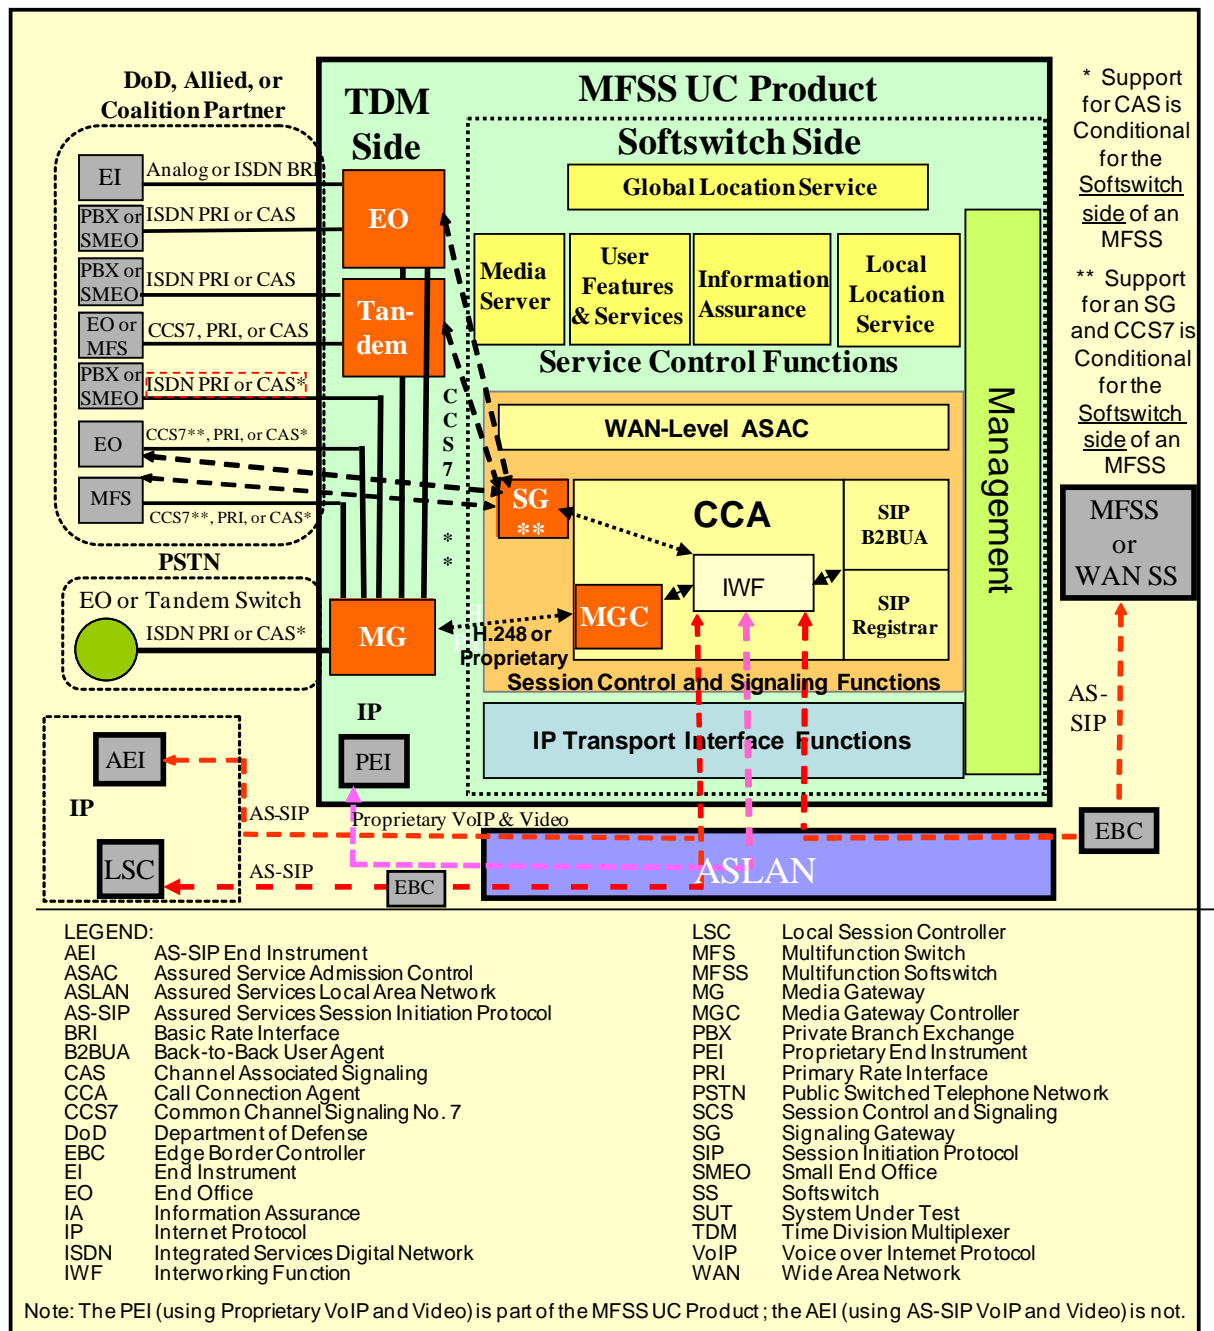 DoD, Allied, or
Coalition Partner
TDM
Side
MFSS UC Product
Softswitch Side
Global Location Service
EI
Analog or ISDN BRI
PBX or
SMEO
ISDN PRI or CAS
PBX or
SMEO
ISDN PRI or CAS
EO or
MFS
CCS7, PRI, or CAS
PBX or
SMEO
ISDN PRI or CAS*
EO
CCS7**, PRI, or CAS*
MFS
CCS7**, PRI, or CAS*
EO
Tan-
dem
C
C
S
7
*
*
Media
Server
User
Features
& Services
Information
Assurance
Local
Location
Service
Service Control Functions
Management
WAN-Level ASAC
SG
**
CCA
IWF
MGC
SIP
B2BUA
SIP
Registrar
MG
H.248 or
Proprietary
Session Control and Signaling Functions
IP Transport Interface Functions
PSTN
EO or Tandem Switch
ISDN PRI or CAS*
* Support
for CAS is
Conditional
for the
Softswitch
side of an
MFSS
** Support
for an SG
and CCS7 is
Conditional
for the
Softswitch
side of an
MFSS
MFSS
or
WAN SS
AS-
SIP
EBC
IP
PEI
AEI
IP
LSC
AS-SIP
Proprietary VoIP & Video
AS-SIP
EBC
ASLAN
LEGEND:
AEI AS-SIP End Instrument
ASAC Assured Service Admission Control
ASLAN Assured Services Local Area Network
AS-SIP Assured Services Session Initiation Protocol
BRI Basic Rate Interface
B2BUA Back-to-Back User Agent
CAS Channel Associated Signaling
CCA Call Connection Agent
CCS7 Common Channel Signaling No. 7
DoD Department of Defense
EBC Edge Border Controller
EI End Instrument
EO End Office
IA Information Assurance
IP Internet Protocol
ISDN Integrated Services Digital Network
IWF Interworking Function
LSC Local Session Controller
MFS Multifunction Switch
MFSS Multifunction Softswitch
MG Media Gateway
MGC Media Gateway Controller
PBX Private Branch Exchange
PEI Proprietary End Instrument
PRI Primary Rate Interface
PSTN Public Switched Telephone Network
SCS Session Control and Signaling
SG Signaling Gateway
SIP Session Initiation Protocol
SMEO Small End Office
SS Softswitch
SUT System Under Test
TDM Time Division Multiplexer
VoIP Voice over Internet Protocol
WAN Wide Area Network
Note: The PEI (using Proprietary VoIP and Video) is part of the MFSS UC Product; the AEI (using AS-SIP VoIP and Video) is not.